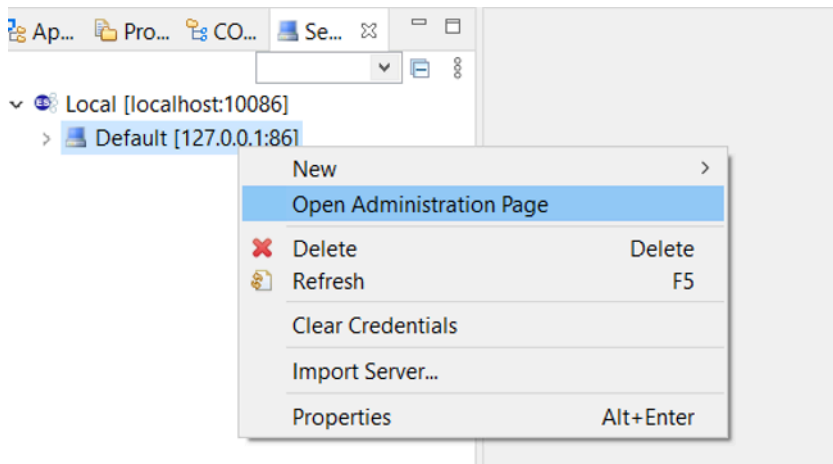 Ap... Pro... CO... Se...
Local [localhost:10086]
Default [127.0.0.1:86]
New
Open Administration Page
Delete Delete
Refresh F5
Clear Credentials
Import Server...
Properties Alt+Enter